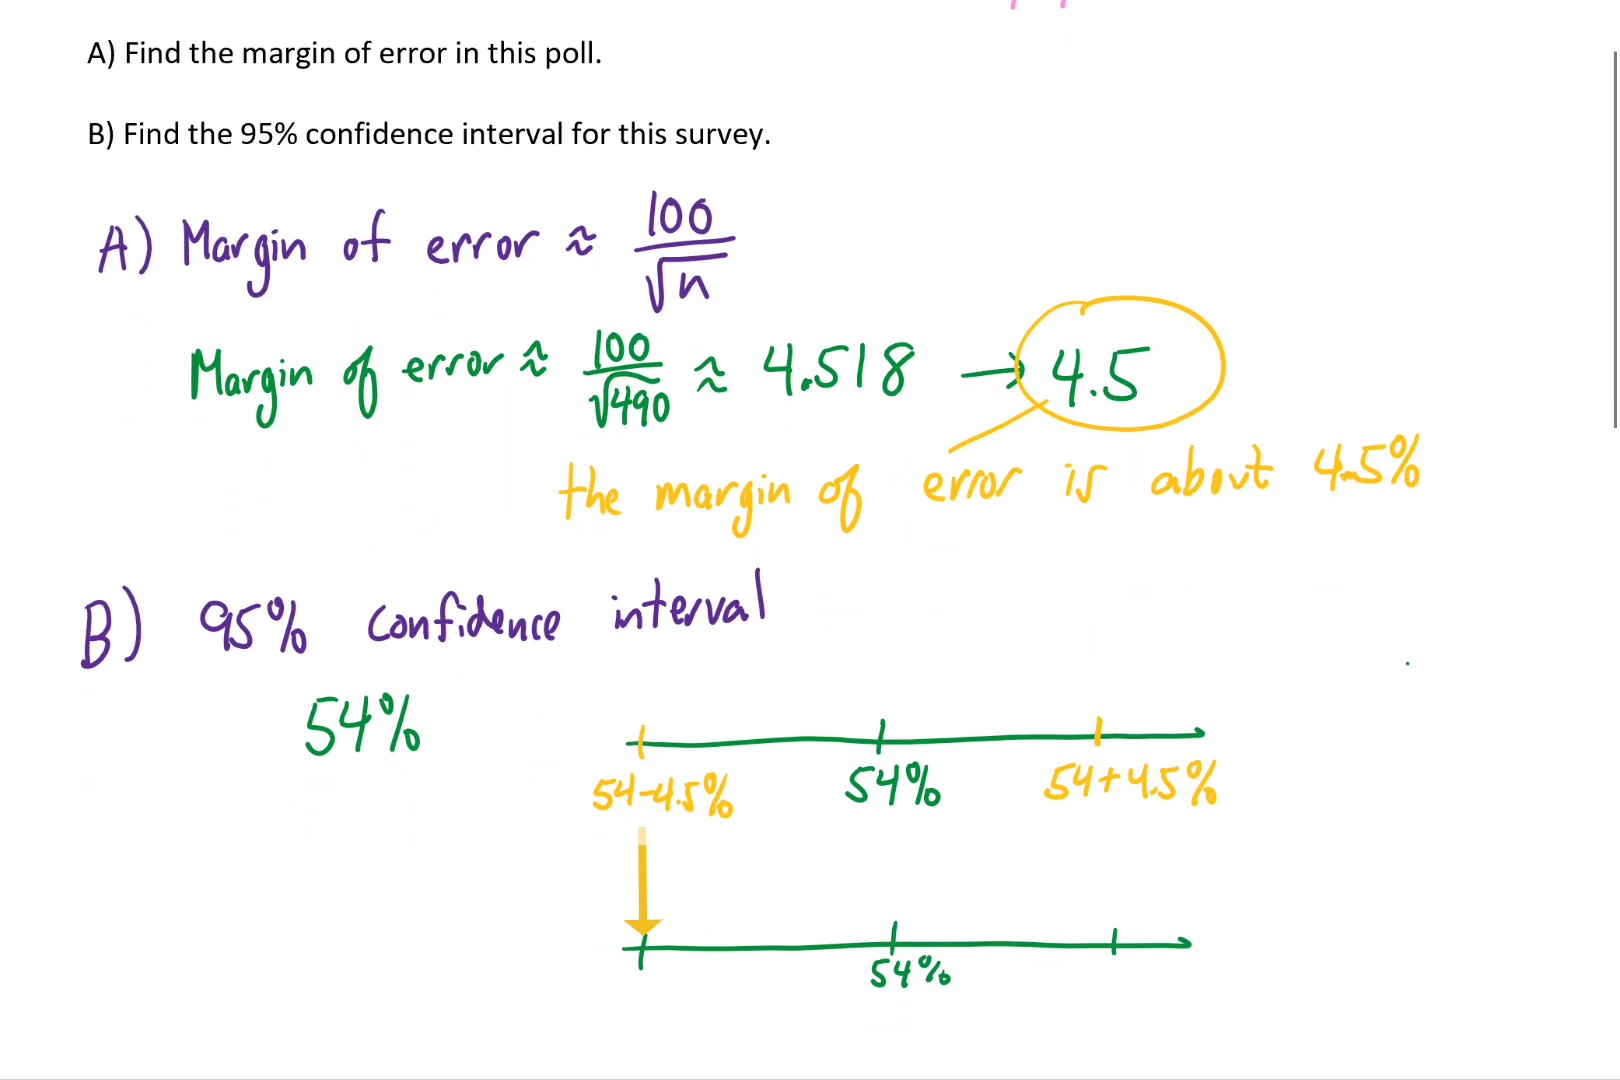 A) Find the margin of error in this poll.
B) Find the 95% confidence interval for this survey.
A) Margin of error ≈ 100/√n
Margin of error ≈ 100/√490 ≈ 4.518 → 4.5
the margin of error is about 4.5%
B) 95% confidence interval
54%
54-4.5% 54% 54+4.5%
54%